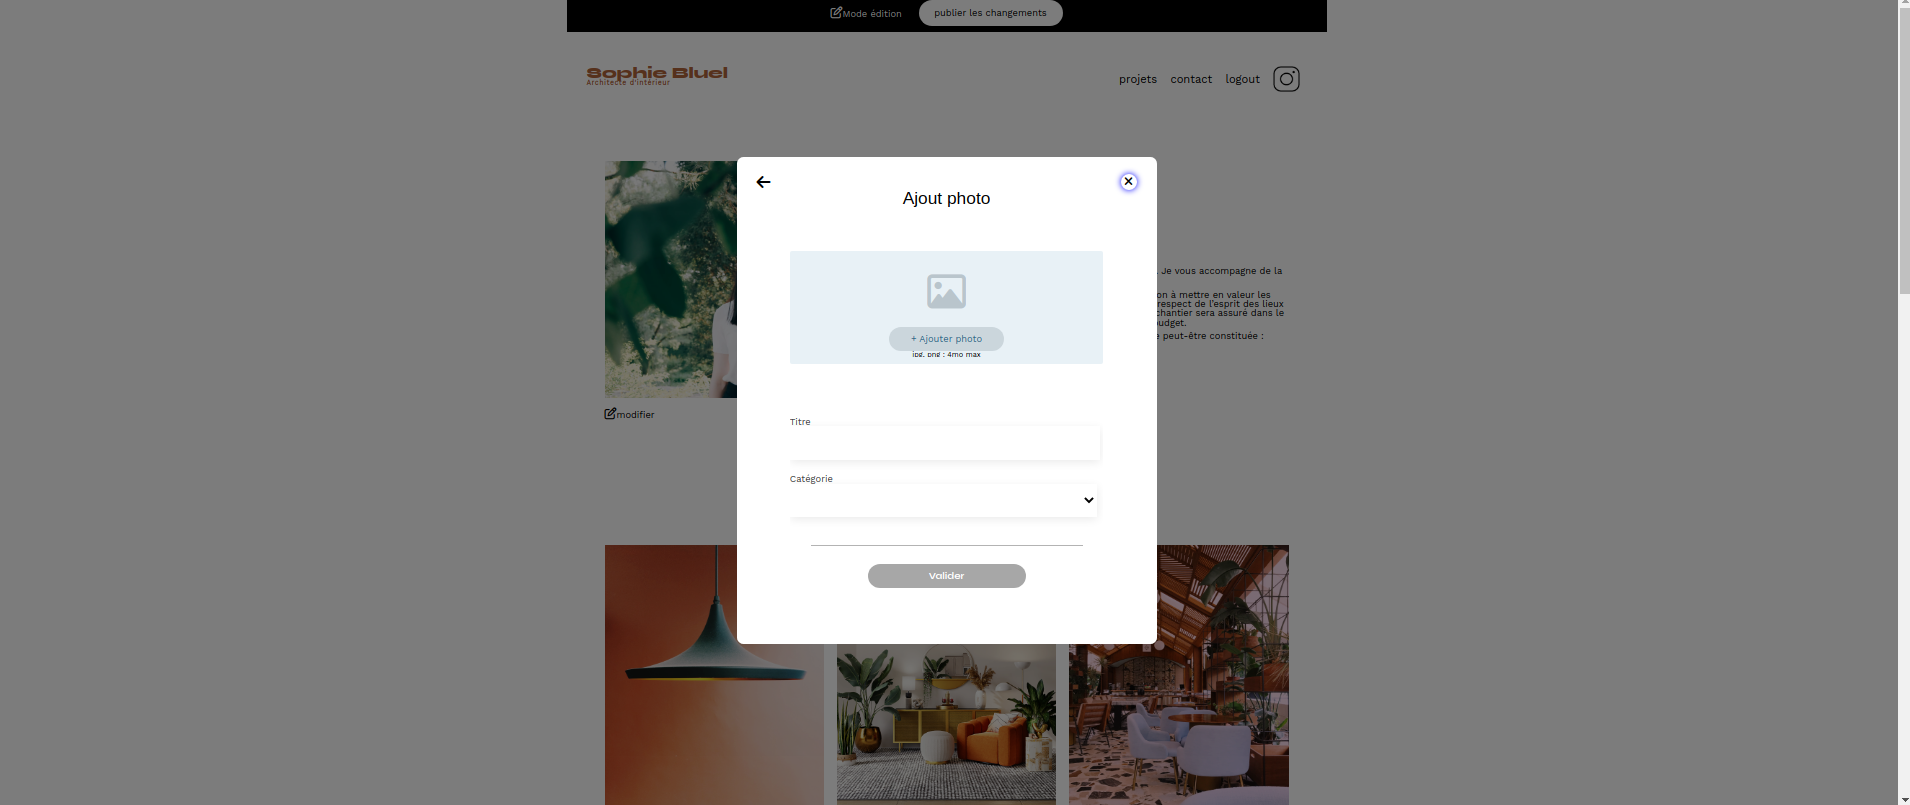 Mode édition
publier les changements
Sophie Bluel
Architecte d'intérieur
projets
contact
logout
Ajout photo
+ Ajouter photo
jpg, png : 4mo max
Titre
Catégorie
Valider
. Je vous accompagne de la
on à mettre en valeur les
respect de l'esprit des lieux
chantier sera assuré dans le
budget.
e peut-être constituée :
modifier